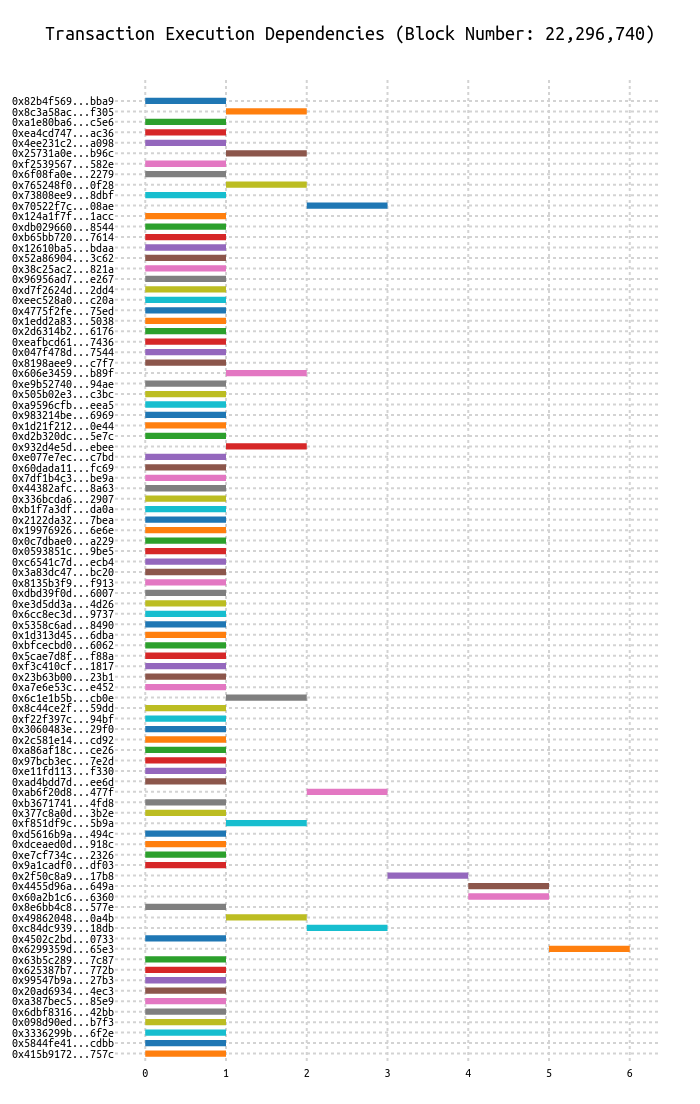 Transaction Execution Dependencies (Block Number: 22,296,740)
0x82b4f569...bba9
0x8c3a58ac...f305
0xa1e80ba6...c5e6
0xea4cd747...ac36
0x4ee231c2...a098
0x25731a0e...b96c
0xf2539567...582e
0x6f08fa0e...2279
0x765248f0...0f28
0x73808ee9...8dbf
0x70522f7c...08ae
0x124a1f7f...1acc
0xdb029660...8544
0xb65bb720...7614
0x12610ba5...bdaa
0x52a86904...3c62
0x38c25ac2...821a
0x96956ad7...e267
0xd7f2624d...2dd4
0xeec528a0...c20a
0x4775f2fe...75ed
0x1edd2a83...5038
0x2d6314b2...6176
0xeafbcd61...7436
0x047f478d...7544
0x8198aee9...c7f7
0x606e3459...b89f
0xe9b52740...94ae
0x505b02e3...c3bc
0xa9596cfb...eea5
0x983214be...6969
0x1d21f212...0e44
0xd2b320dc...5e7c
0x932d4e5d...ebee
0xe077e7ec...c7bd
0x60dada11...fc69
0x7df1b4c3...be9a
0x44382afc...8a63
0x336bcda6...2907
0xb1f7a3df...da0a
0x2122da32...7bea
0x19976926...6e6e
0x0c7dbae0...a229
0x0593851c...9be5
0xc6541c7d...ecb4
0x3a83dc47...bc20
0x8135b3f9...f913
0xdbd39f0d...6007
0xe3d5dd3a...4d26
0x6cc8ec3d...9737
0x5358c6ad...8490
0x1d313d45...6dba
0xbfcecbd0...6062
0x5cae7d8f...f88a
0xf3c410cf...1817
0x23b63b00...23b1
0xa7e6e53c...e452
0x6c1e1b5b...cb0e
0x8c44ce2f...59dd
0xf22f397c...94bf
0x3060483e...29f0
0x2c581e14...cd92
0xa86af18c...ce26
0x97bcb3ec...7e2d
0xe11fd113...f330
0xad4bdd7d...ee6d
0xab6f20d8...477f
0xb3671741...4fd8
0x377c8a0d...3b2e
0xf851df9c...5b9a
0xd5616b9a...494c
0xdceaed0d...918c
0xe7cf734c...2326
0x9a1cadf0...df03
0x2f50c8a9...17b8
0x4455d96a...649a
0x60a2b1c6...6360
0x8e6bb4c8...577e
0x49862048...0a4b
0xc84dc939...18db
0x4502c2bd...0733
0x6299359d...65e3
0x63b5c289...7c87
0x625387b7...772b
0x99547b9a...27b3
0x20ad6934...4ec3
0xa387bec5...85e9
0x6dbf8316...42bb
0x098d90ed...b7f3
0x3336299b...6f2e
0x5844fe41...cdbb
0x415b9172...757c
0 1 2 3 4 5 6